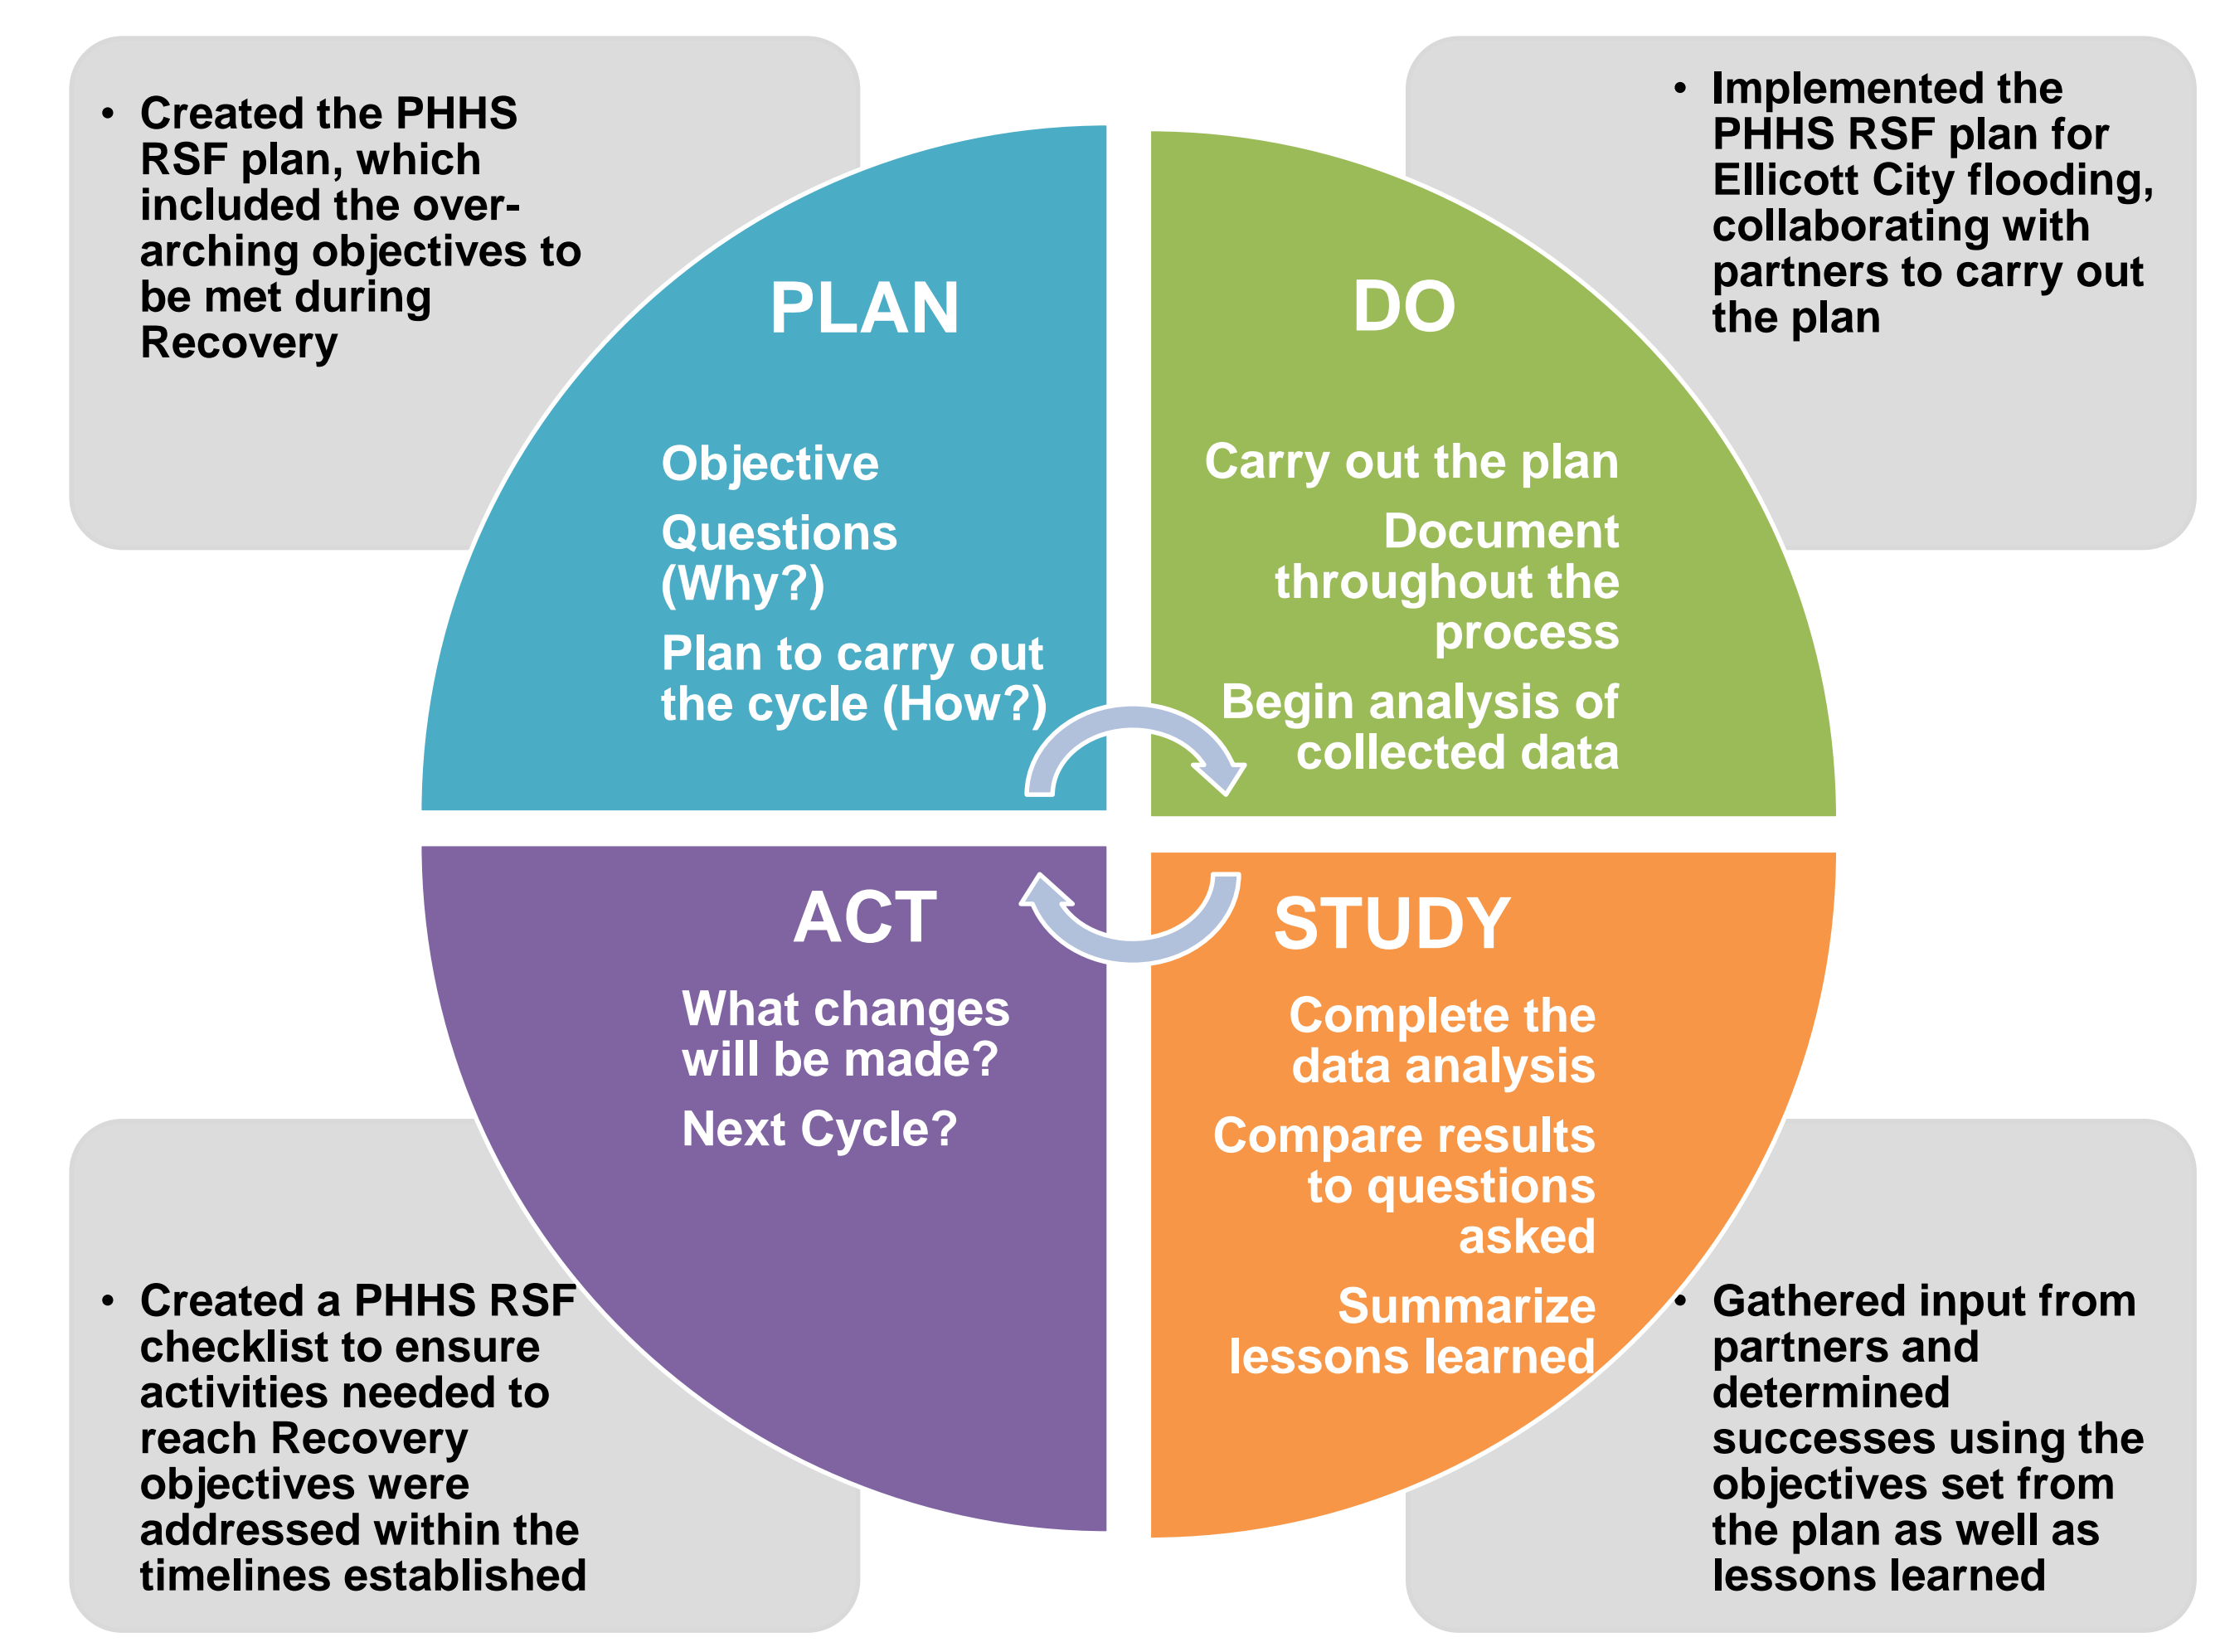 • Created the PHHS
RSF plan, which
included the over-
arching objectives to
be met during
Recovery
PLAN
Objective
Questions
(Why?)
Plan to carry out
the cycle (How?)
DO
Carry out the plan
Document
throughout the
process
Begin analysis of
collected data
• Implemented the
PHHS RSF plan for
Ellicott City flooding,
collaborating with
partners to carry out
the plan
• Created a PHHS RSF
checklist to ensure
activities needed to
reach Recovery
objectives were
addressed within the
timelines established
ACT
What changes
will be made?
Next Cycle?
STUDY
Complete the
data analysis
Compare results
to questions
asked
Summarize
lessons learned
• Gathered input from
partners and
determined
successes using the
objectives set from
the plan as well as
lessons learned